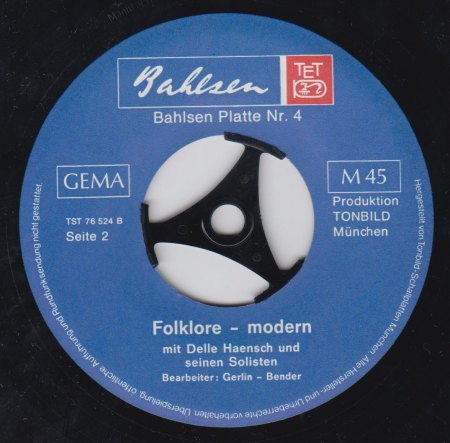 Bahlsen
TET
Bahlsen Platte Nr. 4
GEMA
TST 76 524 B
Seite 2
M 45
Produktion
TONBILD
München
Folklore – modern
mit Delle Haensch und
seinen Solisten
Bearbeiter: Gerlin – Bender
Hergestellt von Tonbild-Schallplatten München Alle Hersteller- und Urheberrechte vorbehalten. Überspielung, öffentliche Aufführung und Rundfunksendung nicht gestattet.